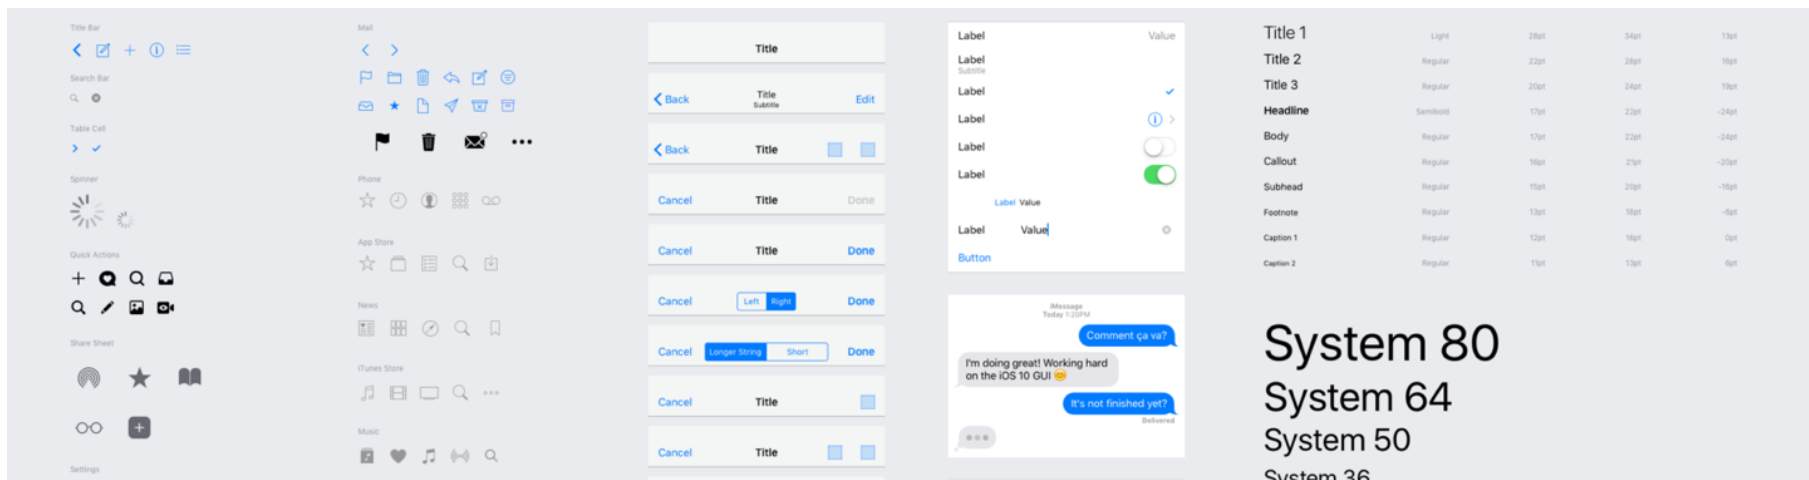 Title Bar
Search Bar
Table Cell
Spinner
Quick Actions
Share Sheet
Settings
Mail
Phone
App Store
News
iTunes Store
Music
Title
Back Title Edit
Subtitle
Back Title
Cancel Title Done
Cancel Title Done
Cancel Left Right Done
Cancel Longer String Short Done
Cancel Title
Cancel Title
Label Value
Label
Subtitle
Label
Label
Label
Label
Label Value
Label Value
Button
iMessage
Today 1:20PM
Comment ça va?
I'm doing great! Working hard
on the iOS 10 GUI 😊
It's not finished yet?
Delivered
Title 1 Light 28pt 34pt 13pt
Title 2 Regular 22pt 28pt 16pt
Title 3 Regular 20pt 24pt 19pt
Headline Semibold 17pt 22pt -24pt
Body Regular 17pt 22pt -24pt
Callout Regular 16pt 21pt -20pt
Subhead Regular 15pt 20pt -16pt
Footnote Regular 13pt 18pt -6pt
Caption 1 Regular 12pt 16pt 0pt
Caption 2 Regular 11pt 13pt 6pt
System 80
System 64
System 50
System 36